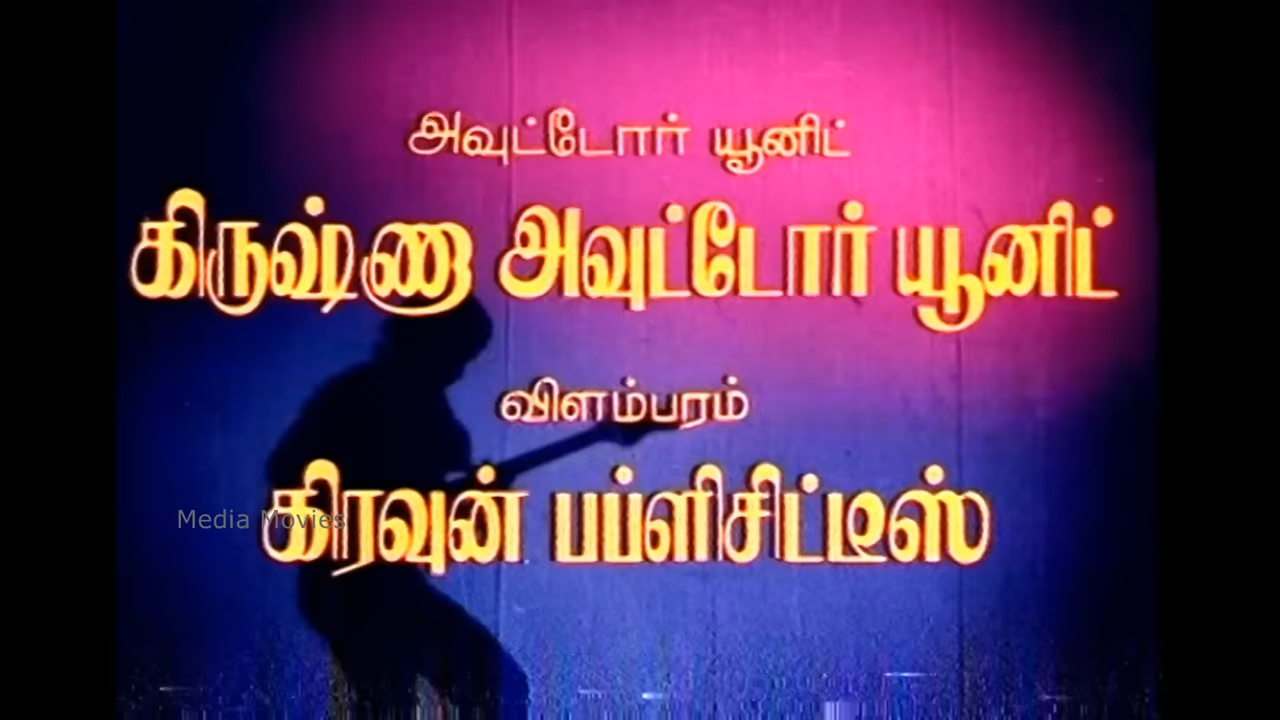 அவுட்டோர் யூனிட்
கிருஷ்ணா அவுட்டோர் யூனிட்
விளம்பரம்
கிரவுன் பப்ளிசிட்டீஸ்
Media Movies